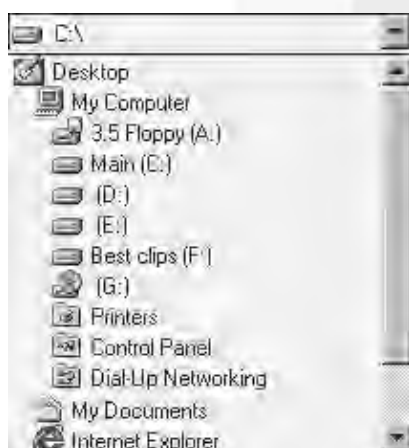 C:\
Desktop
My Computer
3.5 Floppy (A:)
Main (C:)
(D:)
(E:)
Best clips (F:)
(G:)
Printers
Control Panel
Dial-Up Networking
My Documents
Internet Explorer